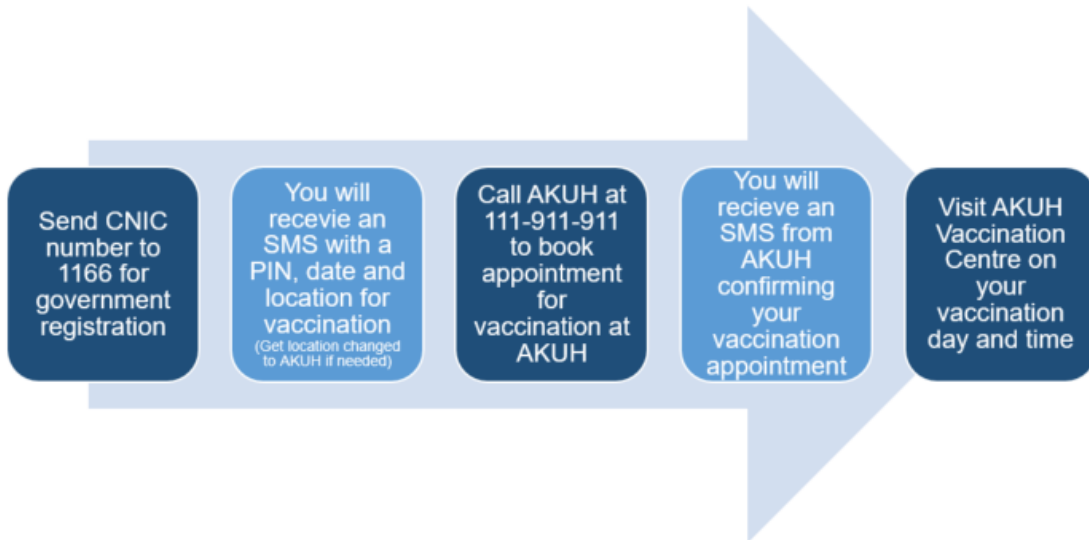 Send CNIC
number to
1166 for
government
registration
You will
recevie an
SMS with a
PIN, date and
location for
vaccination
(Get location changed
to AKUH if needed)
Call AKUH at
111-911-911
to book
appointment
for
vaccination at
AKUH
You will
recieve an
SMS from
AKUH
confirming
your
vaccination
appointment
Visit AKUH
Vaccination
Centre on
your
vaccination
day and time